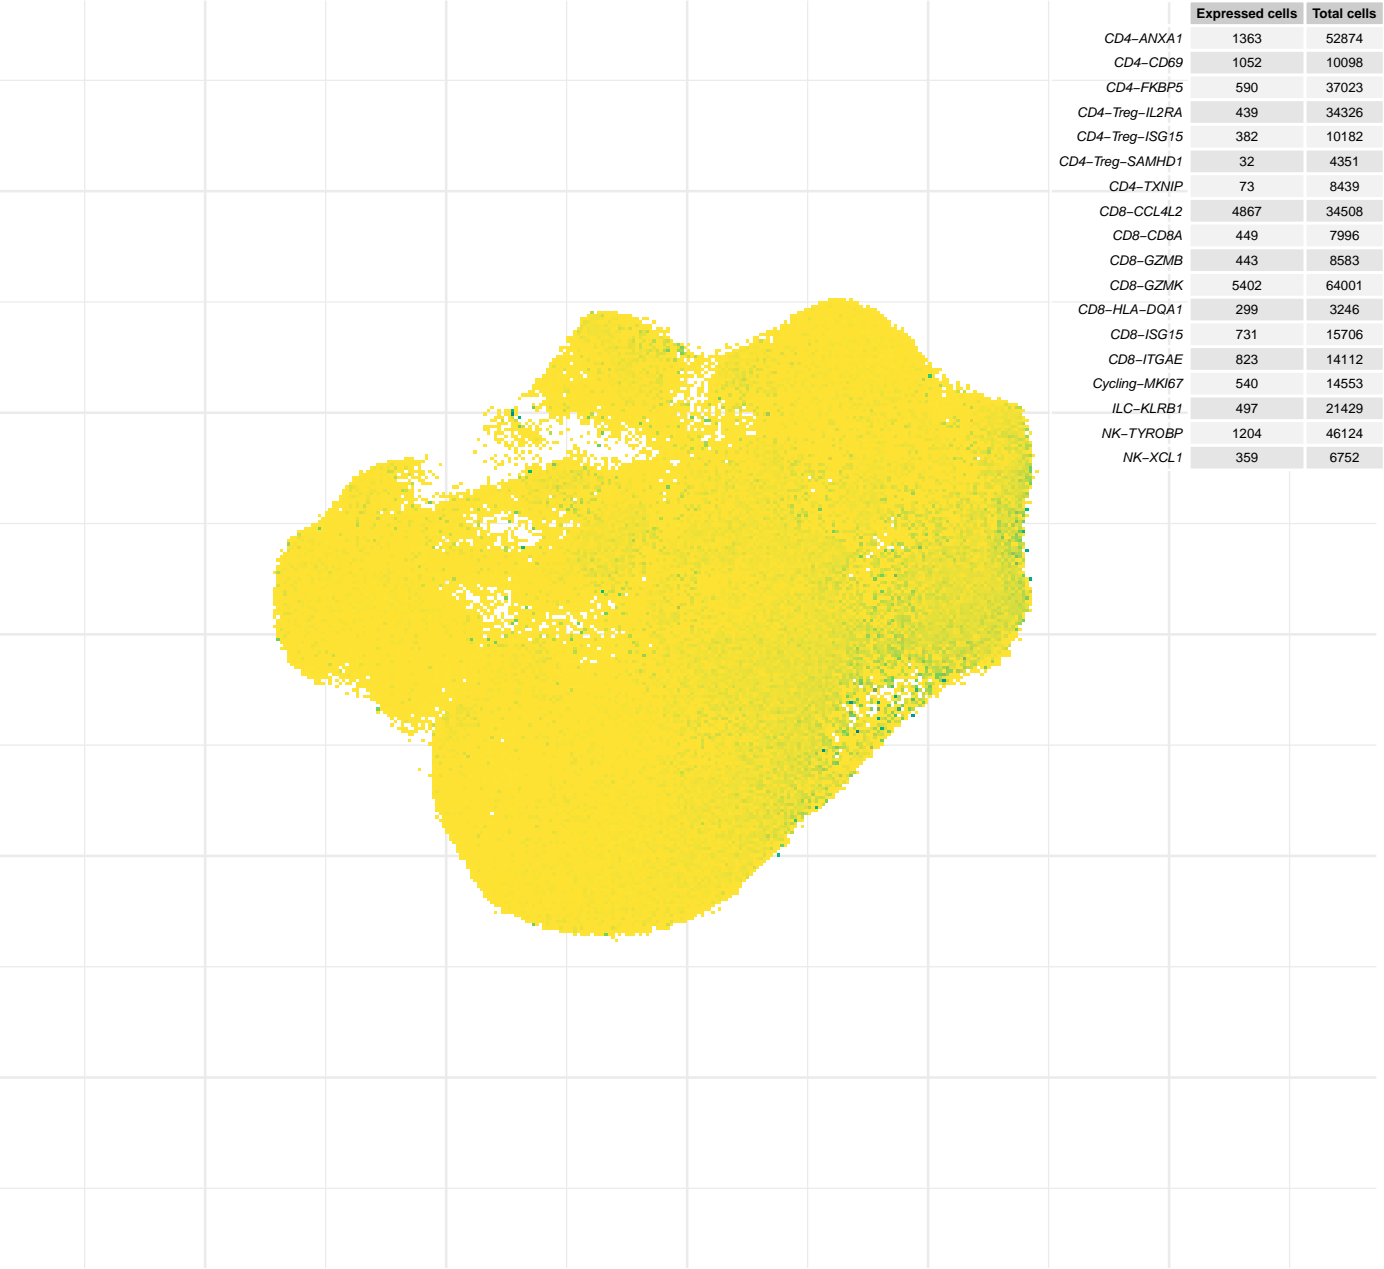 Expressed cells Total cells
CD4−ANXA1 1363 52874
CD4−CD69 1052 10098
CD4−FKBP5 590 37023
CD4−Treg−IL2RA 439 34326
CD4−Treg−ISG15 382 10182
CD4−Treg−SAMHD1 32 4351
CD4−TXNIP 73 8439
CD8−CCL4L2 4867 34508
CD8−CD8A 449 7996
CD8−GZMB 443 8583
CD8−GZMK 5402 64001
CD8−HLA−DQA1 299 3246
CD8−ISG15 731 15706
CD8−ITGAE 823 14112
Cycling−MKI67 540 14553
ILC−KLRB1 497 21429
NK−TYROBP 1204 46124
NK−XCL1 359 6752